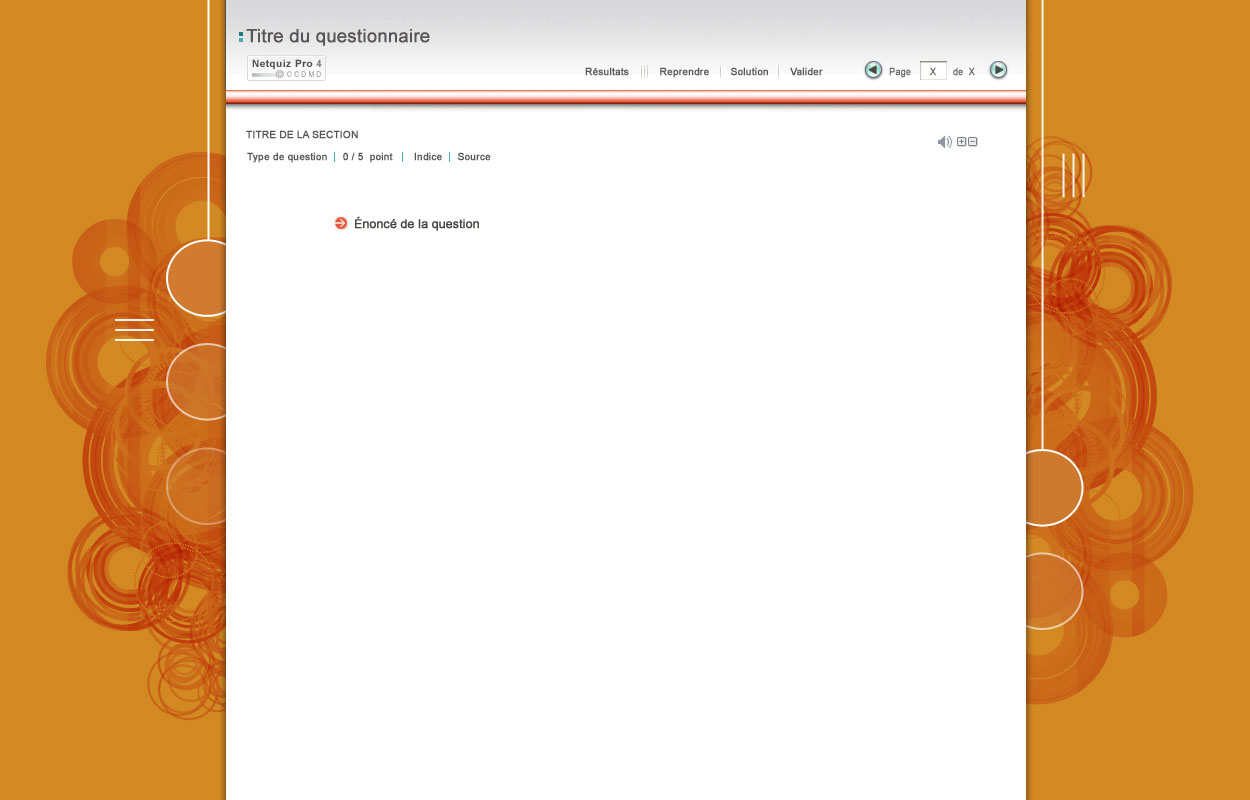 Titre du questionnaire
Netquiz Pro 4
CCDMD
Résultats Reprendre Solution Valider Page X de X
TITRE DE LA SECTION
Type de question | 0 / 5 point | Indice | Source
Énoncé de la question